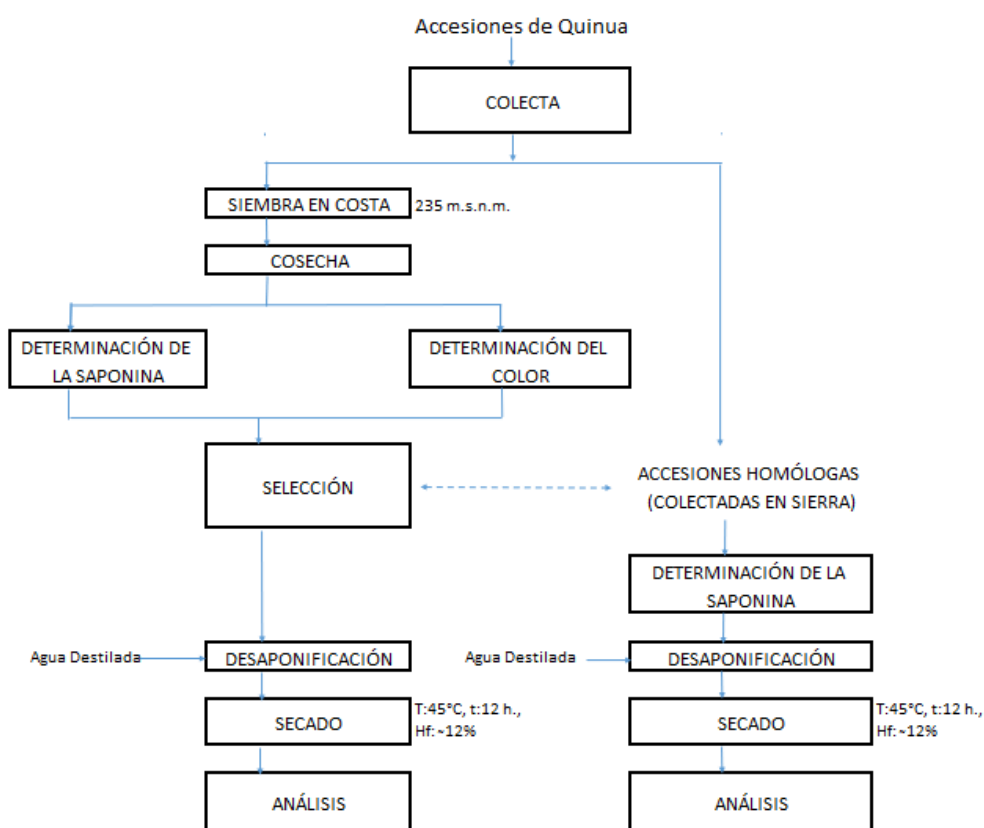 Accesiones de Quinua
COLECTA
SIEMBRA EN COSTA
235 m.s.n.m.
COSECHA
DETERMINACIÓN DE
LA SAPONINA
DETERMINACIÓN DEL
COLOR
SELECCIÓN
ACCESIONES HOMÓLOGAS
(COLECTADAS EN SIERRA)
DETERMINACIÓN DE LA
SAPONINA
Agua Destilada
DESAPONIFICACIÓN
Agua Destilada
DESAPONIFICACIÓN
SECADO
T:45°C, t:12 h.,
Hf:~12%
SECADO
T:45°C, t:12 h.,
Hf:~12%
ANÁLISIS
ANÁLISIS